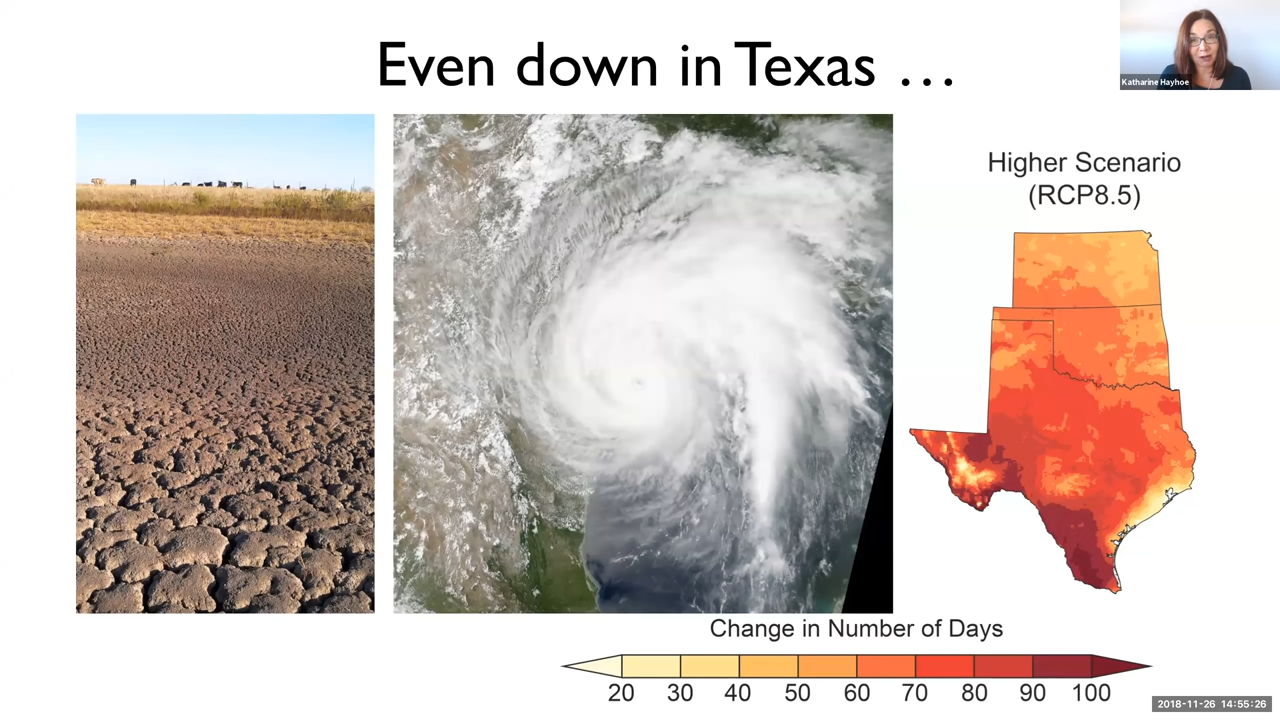 Even down in Texas …
Katharine Hayhoe
Higher Scenario
(RCP8.5)
Change in Number of Days
20 30 40 50 60 70 80 90 100
2018-11-26 14:55:26